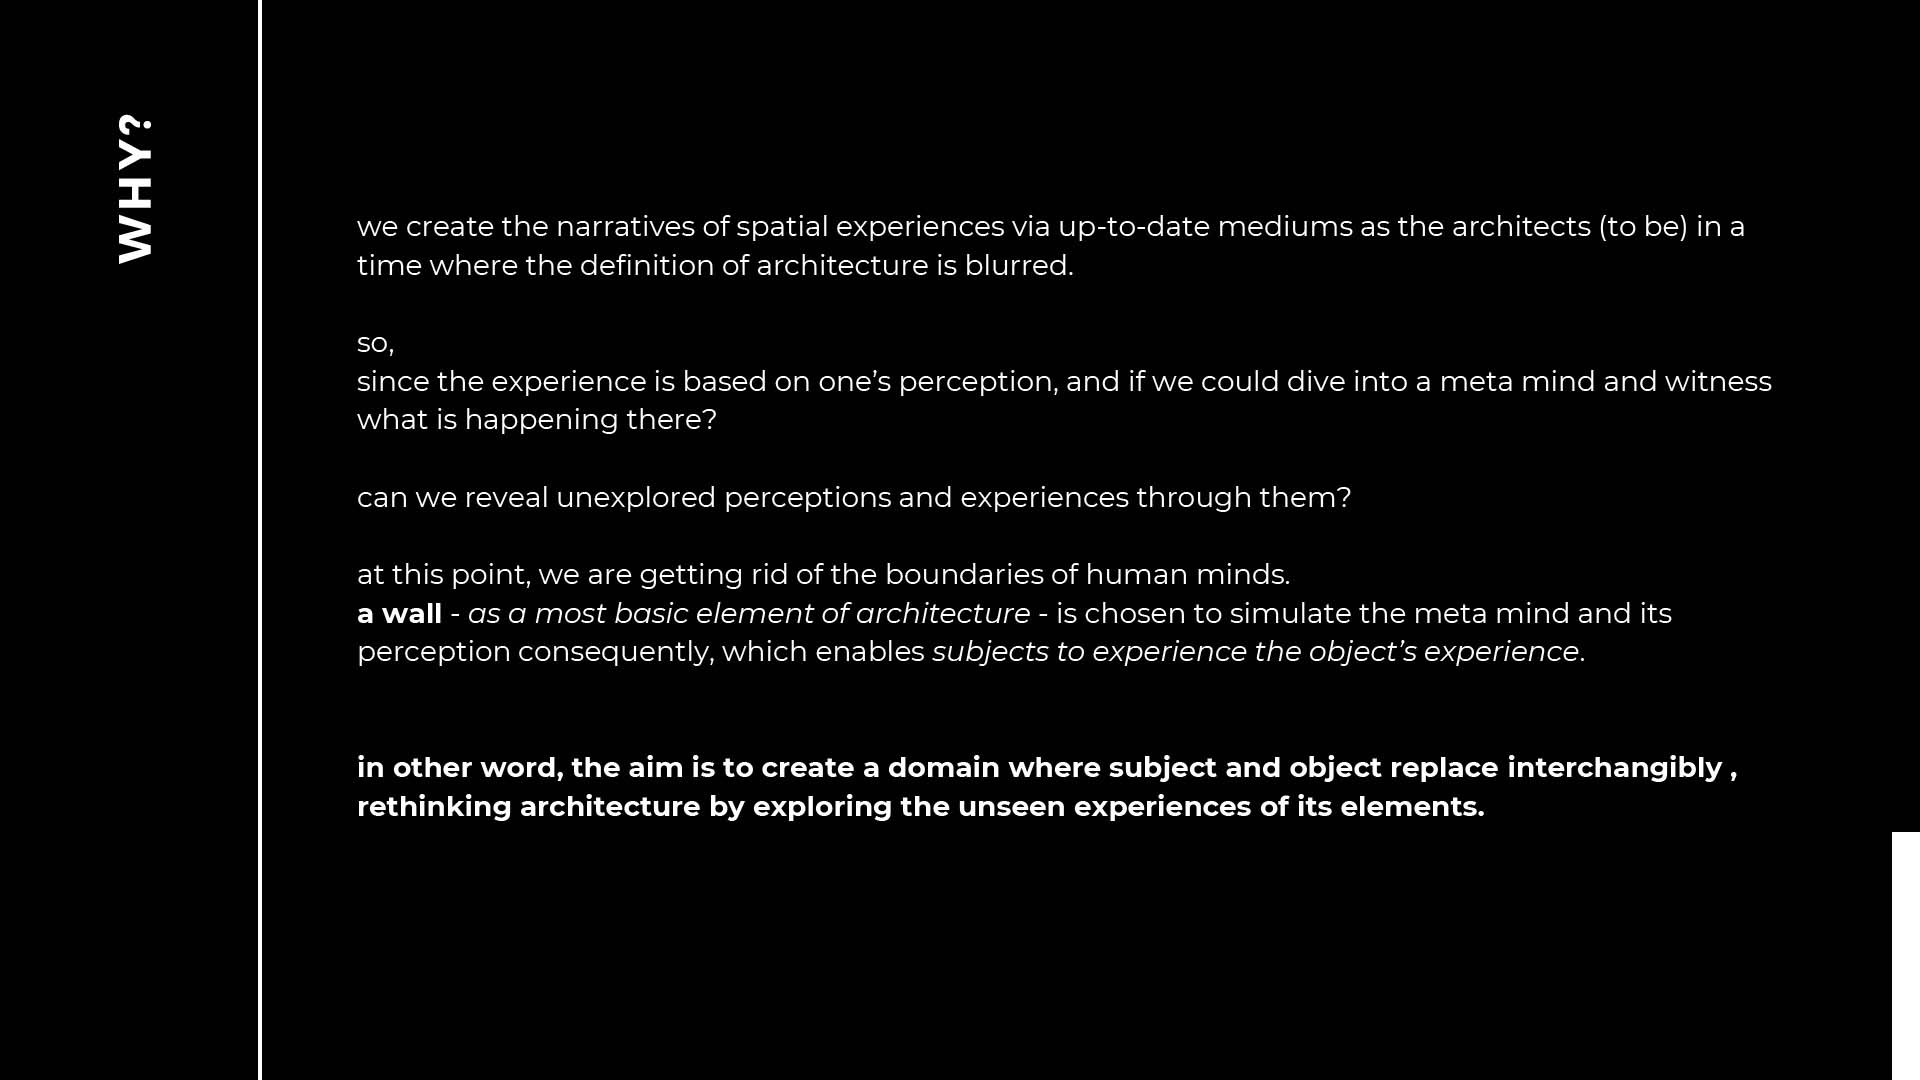 WHY?
we create the narratives of spatial experiences via up-to-date mediums as the architects (to be) in a
time where the definition of architecture is blurred.
so,
since the experience is based on one’s perception, and if we could dive into a meta mind and witness
what is happening there?
can we reveal unexplored perceptions and experiences through them?
at this point, we are getting rid of the boundaries of human minds.
a wall - as a most basic element of architecture - is chosen to simulate the meta mind and its
perception consequently, which enables subjects to experience the object’s experience.
in other word, the aim is to create a domain where subject and object replace interchangibly ,
rethinking architecture by exploring the unseen experiences of its elements.